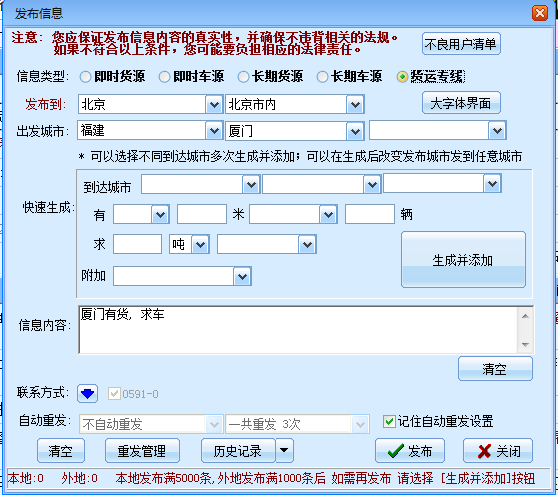 发布信息
注意: 您应保证发布信息内容的真实性，并确保不违背相关的法规。
如果不符合以上条件，您可能要负担相应的法律责任。
不良用户清单
信息类型: 即时货源 即时车源 长期货源 长期车源 货运专线
发布到: 北京 北京市内 大字体界面
出发城市: 福建 厦门
* 可以选择不同到达城市多次生成并添加; 可以在生成后改变发布城市发到任意城市
到达城市
快速生成:
有 米 辆
求 吨
生成并添加
附加
厦门有货, 求车
信息内容:
清空
联系方式: 0591-0
自动重发: 不自动重发 一共重发 3次 记住自动重发设置
清空 重发管理 历史记录 发布 关闭
本地:0 外地:0 本地发布满5000条,外地发布满1000条后 如需再发布 请选择 [生成并添加]按钮